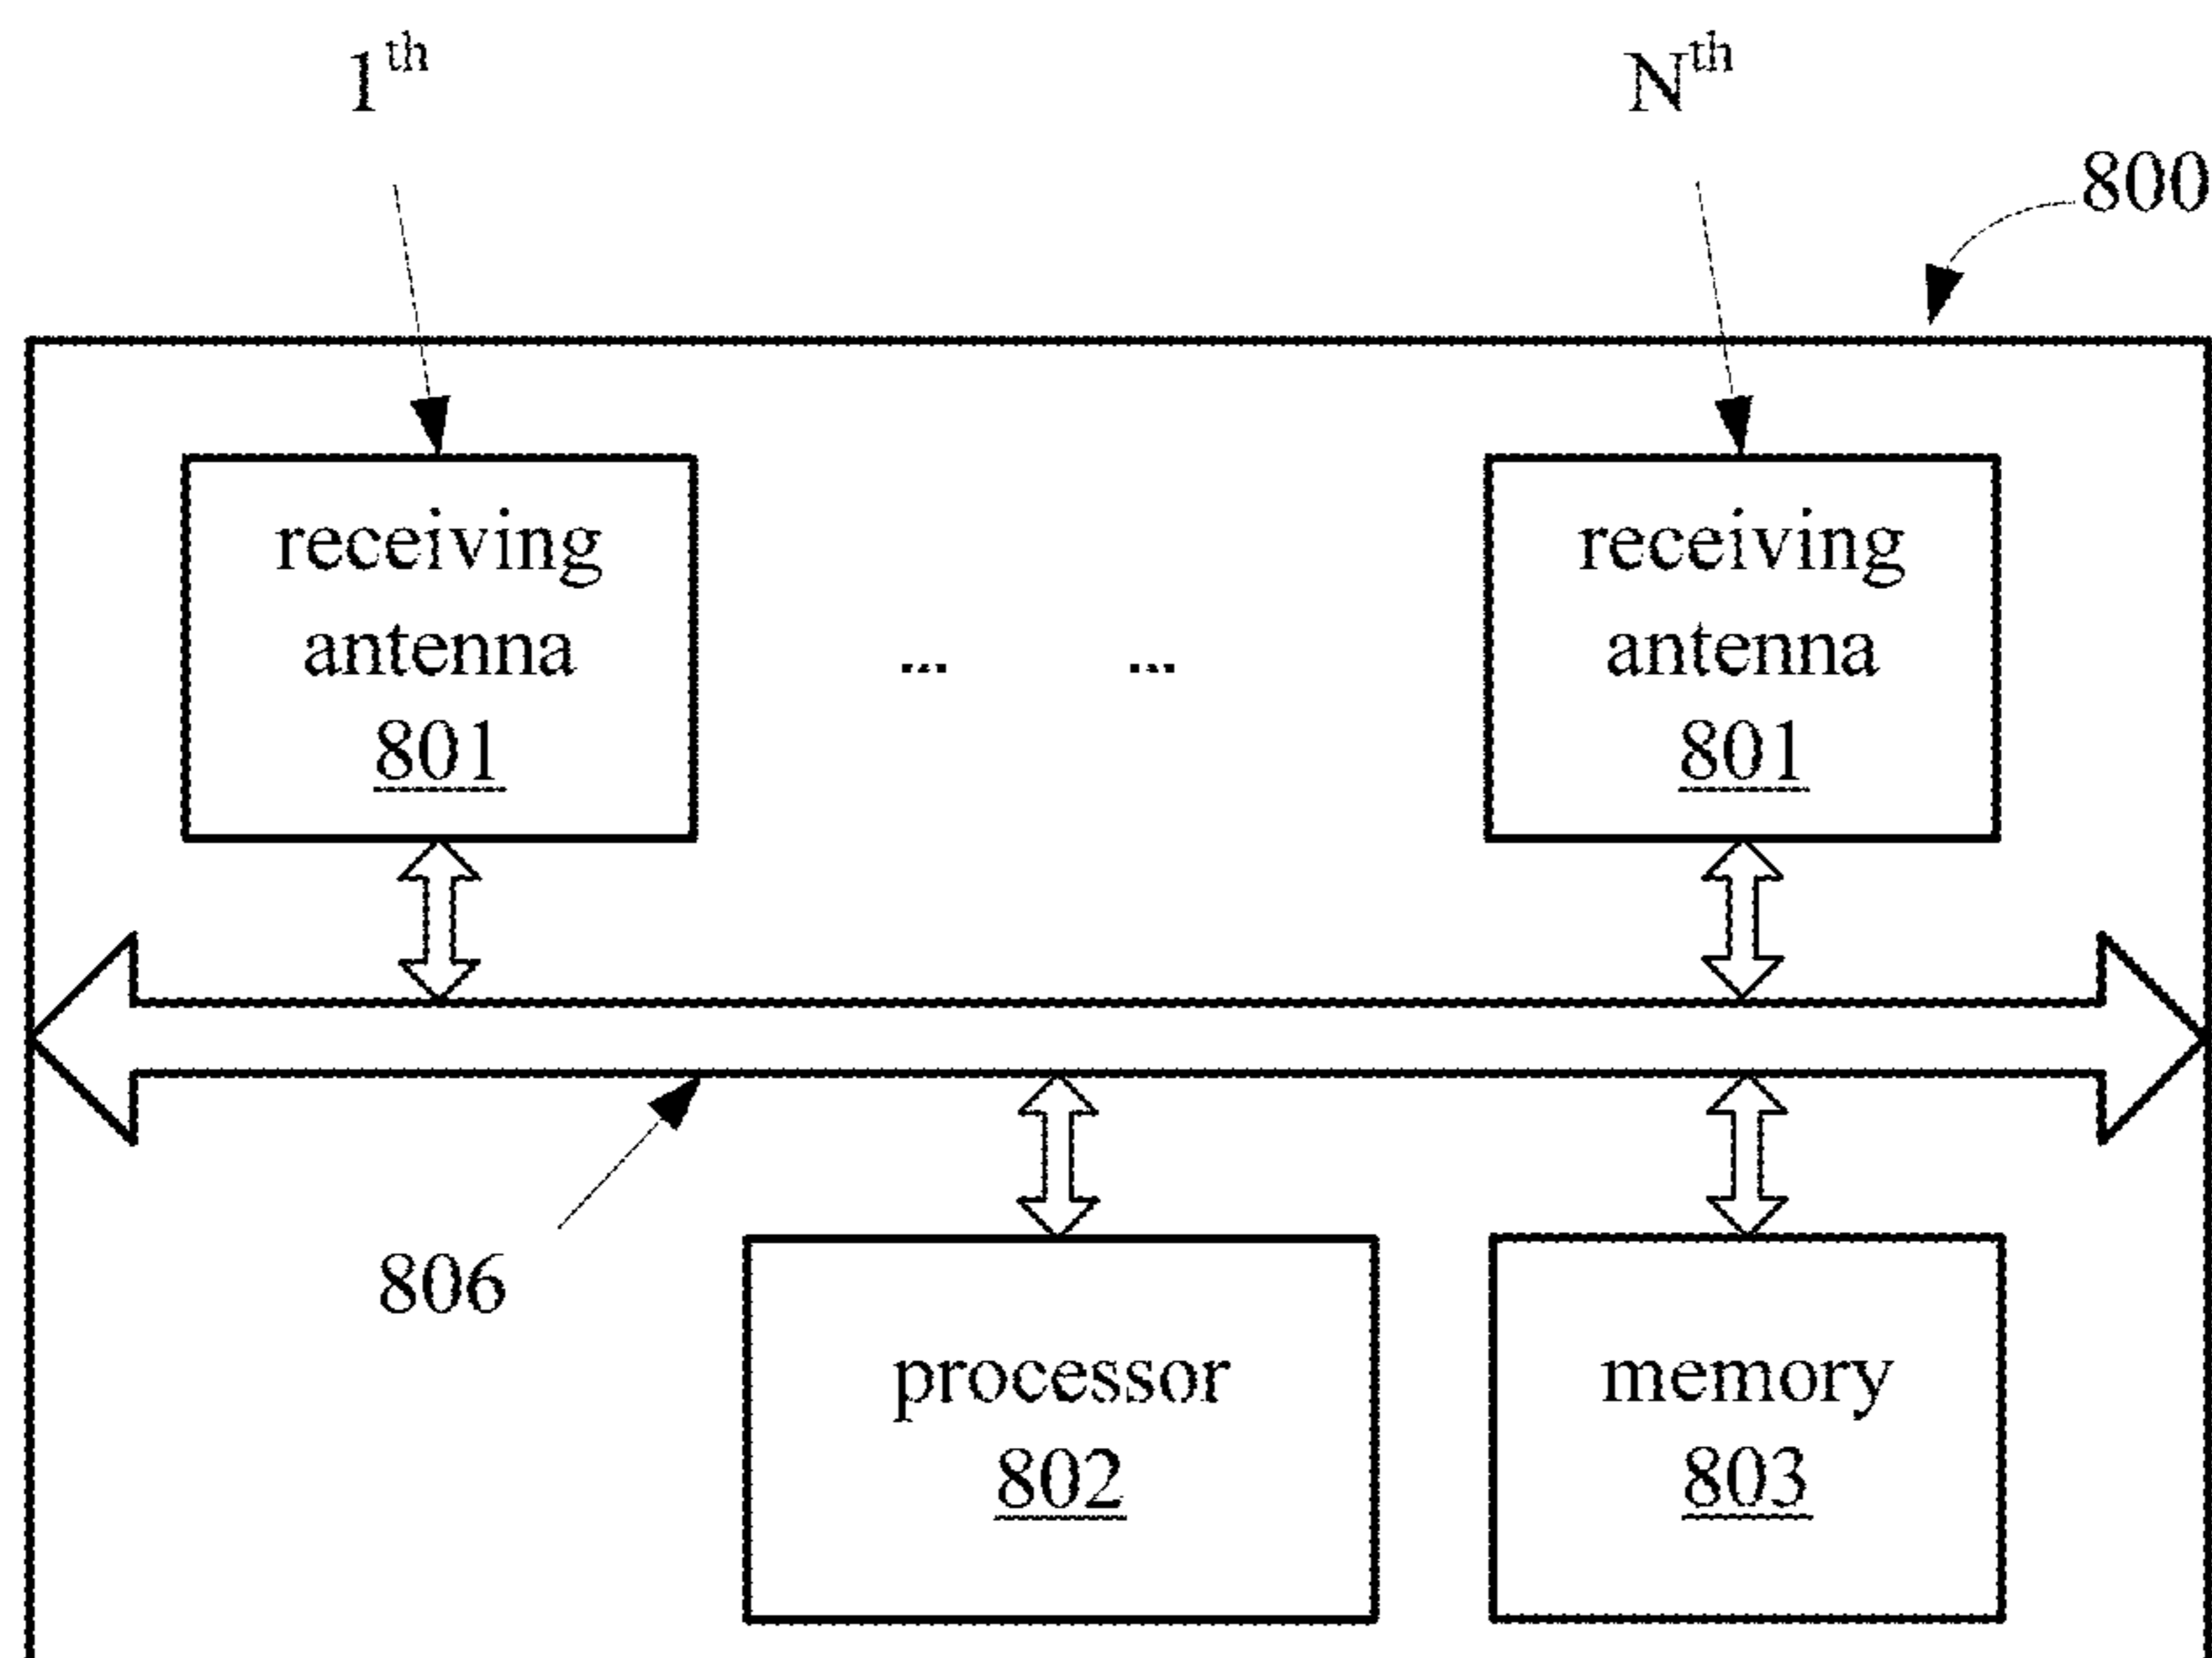 1th
Nth
800
receiving
antenna
801
... ...
receiving
antenna
801
806
processor
802
memory
803